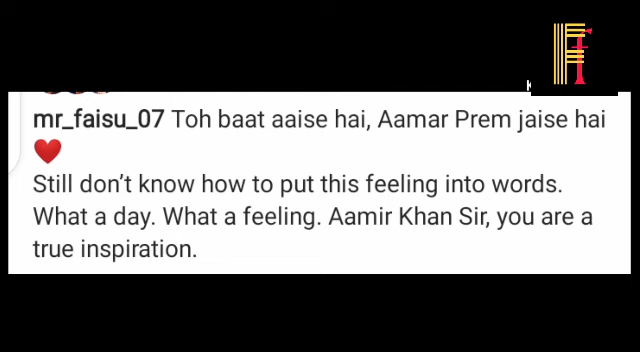 mr_faisu_07 Toh baat aaise hai, Aamar Prem jaise hai
❤️
Still don't know how to put this feeling into words.
What a day. What a feeling. Aamir Khan Sir, you are a
true inspiration.